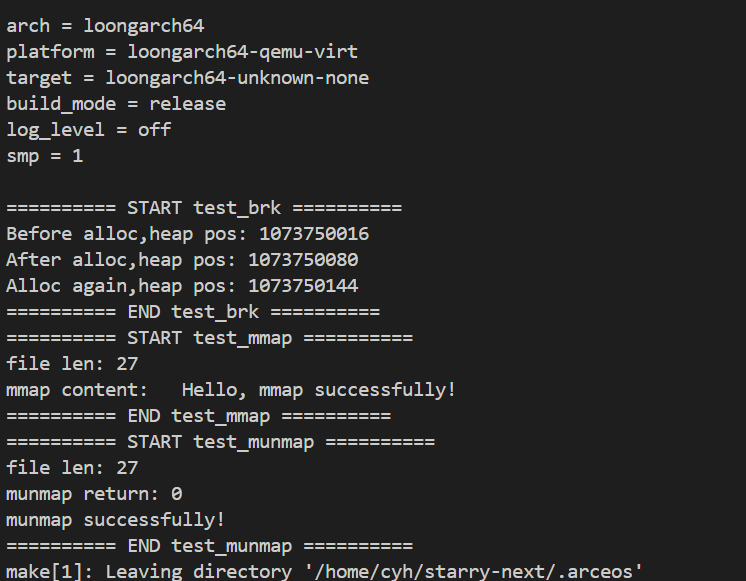 arch = loongarch64
platform = loongarch64-qemu-virt
target = loongarch64-unknown-none
build_mode = release
log_level = off
smp = 1
========== START test_brk ==========
Before alloc,heap pos: 1073750016
After alloc,heap pos: 1073750080
Alloc again,heap pos: 1073750144
========== END test_brk ==========
========== START test_mmap ==========
file len: 27
mmap content:   Hello, mmap successfully!
========== END test_mmap ==========
========== START test_munmap ==========
file len: 27
munmap return: 0
munmap successfully!
========== END test_munmap ==========
make[1]: Leaving directory '/home/cyh/starry-next/.arceos'